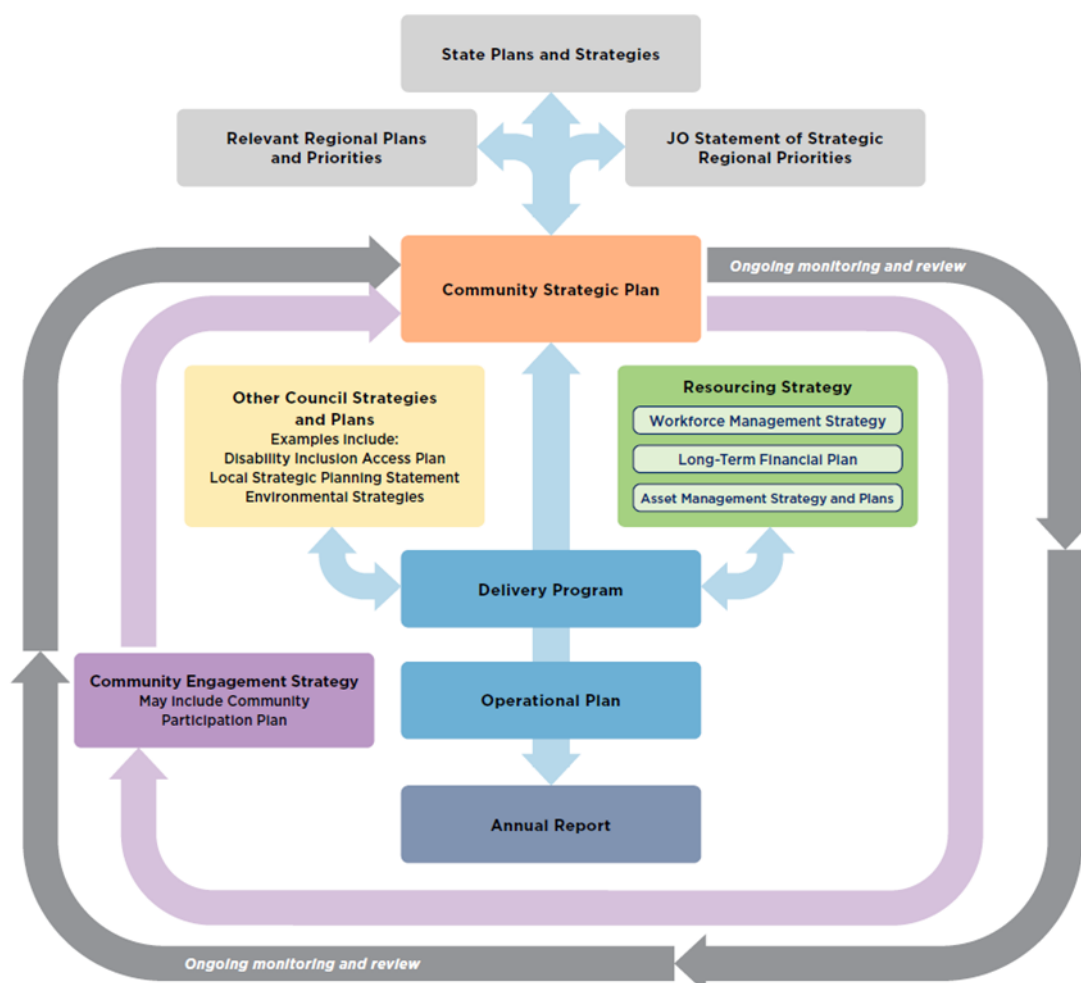 State Plans and Strategies
Relevant Regional Plans
and Priorities
JO Statement of Strategic
Regional Priorities
Community Strategic Plan
Ongoing monitoring and review
Other Council Strategies
and Plans
Examples include:
Disability Inclusion Access Plan
Local Strategic Planning Statement
Environmental Strategies
Resourcing Strategy
Workforce Management Strategy
Long-Term Financial Plan
Asset Management Strategy and Plans
Delivery Program
Community Engagement Strategy
May include Community
Participation Plan
Operational Plan
Annual Report
Ongoing monitoring and review